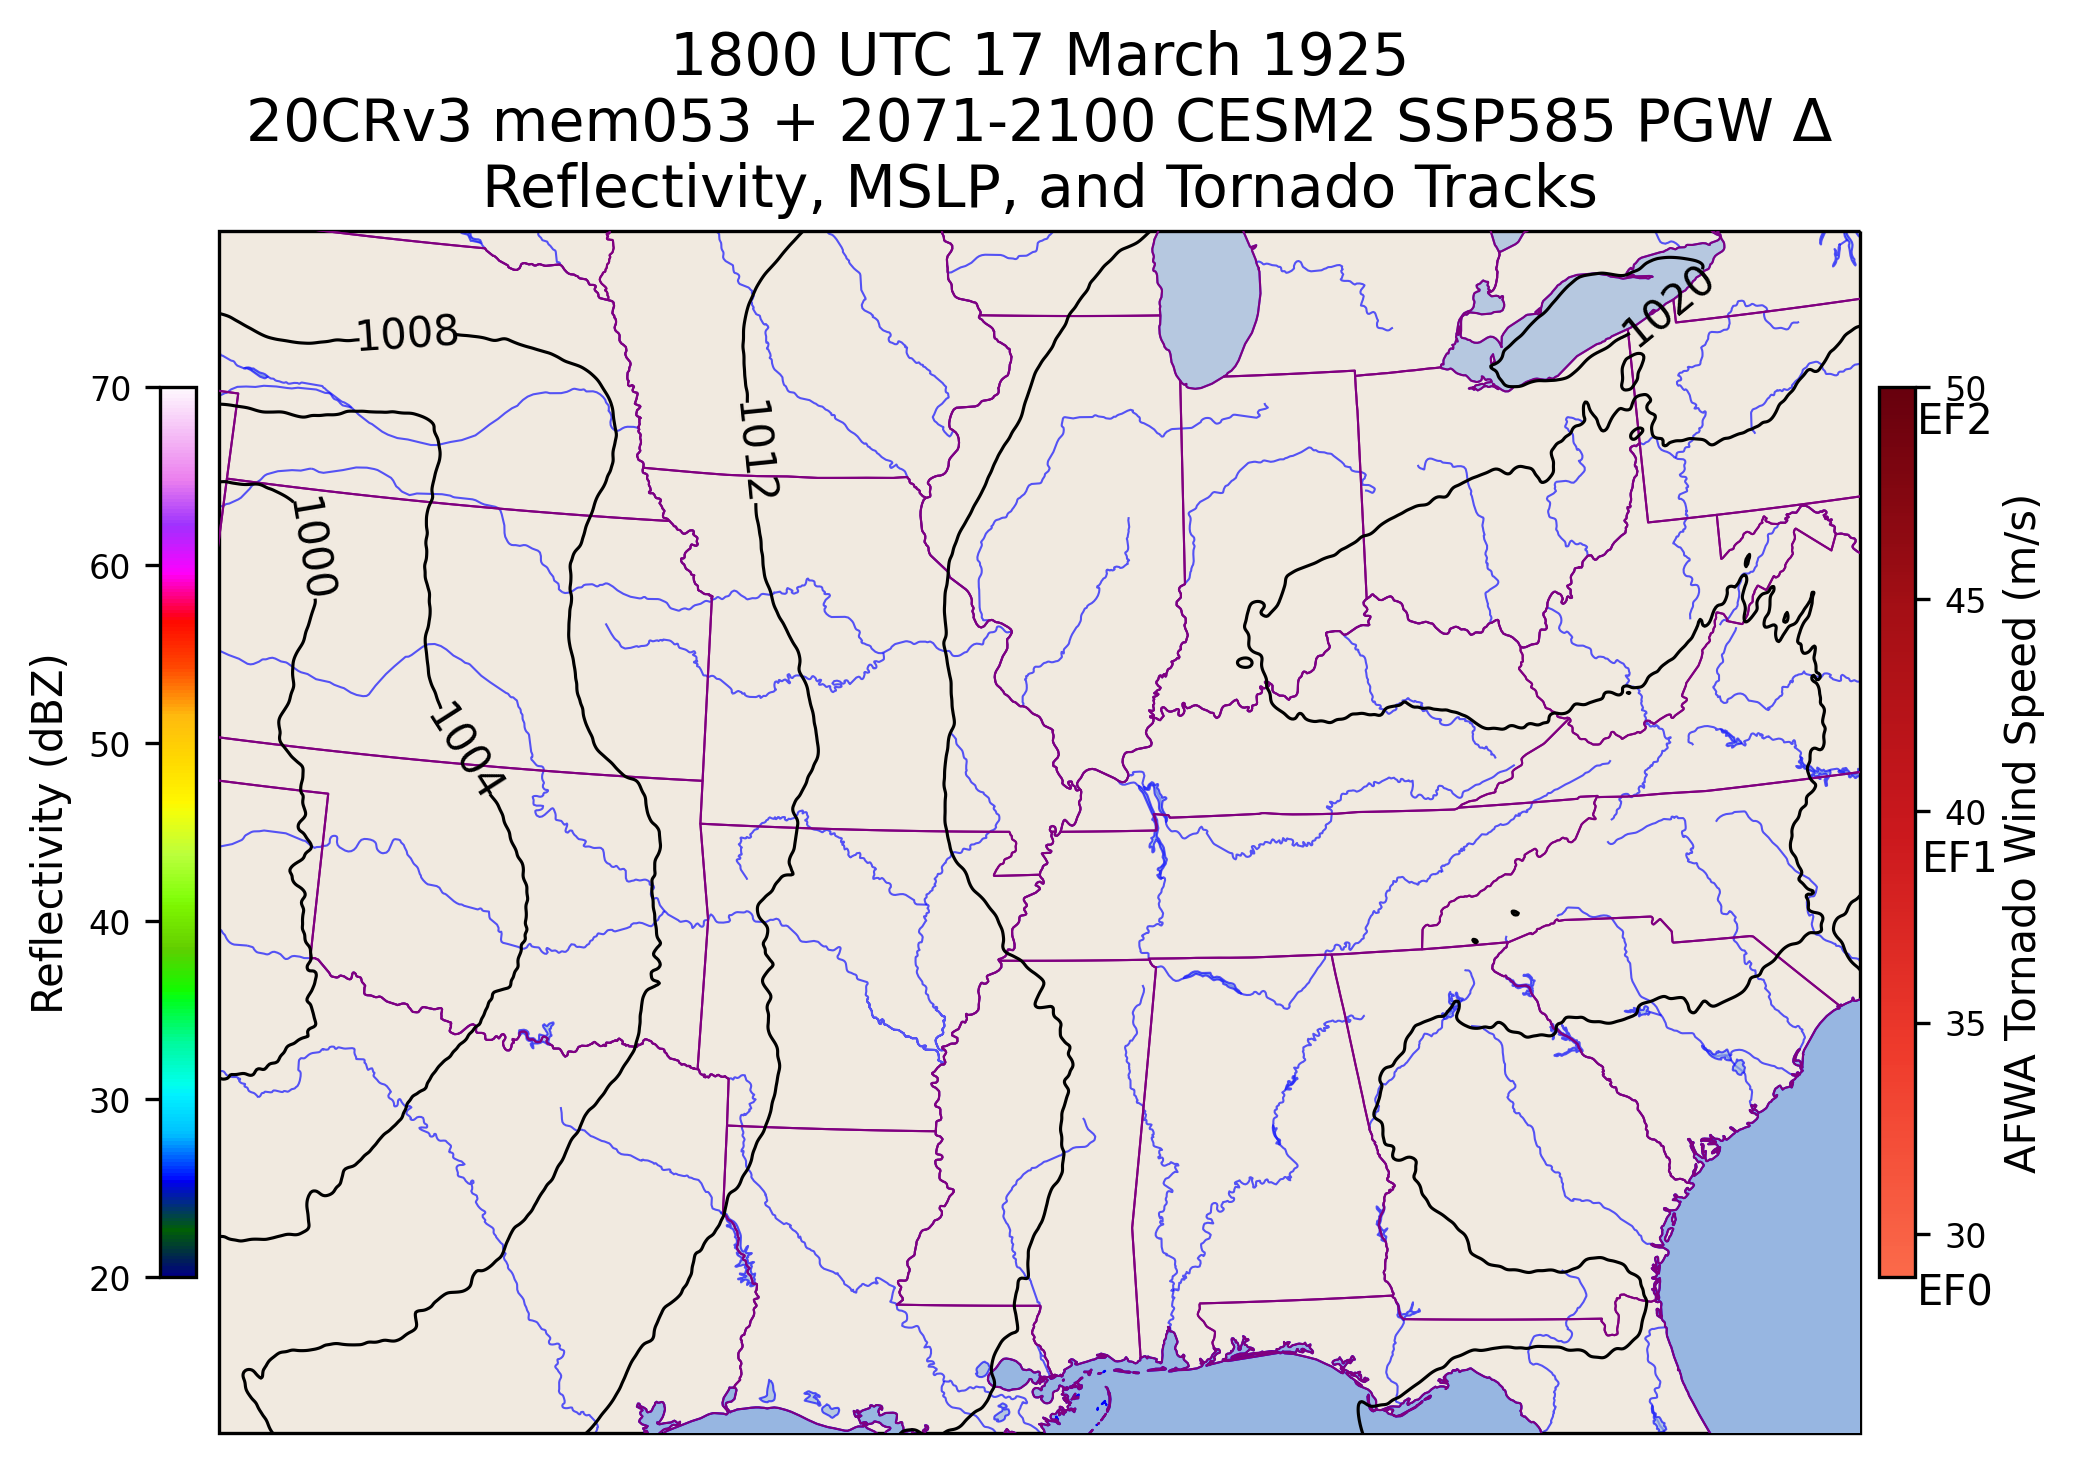 1800 UTC 17 March 1925
20CRv3 mem053 + 2071-2100 CESM2 SSP585 PGW Δ
Reflectivity, MSLP, and Tornado Tracks
1020
1008
1012
1000
1004
70
60
50
40
30
20
Reflectivity (dBZ)
50
EF2
45
40
EF1
35
30
EF0
AFWA Tornado Wind Speed (m/s)